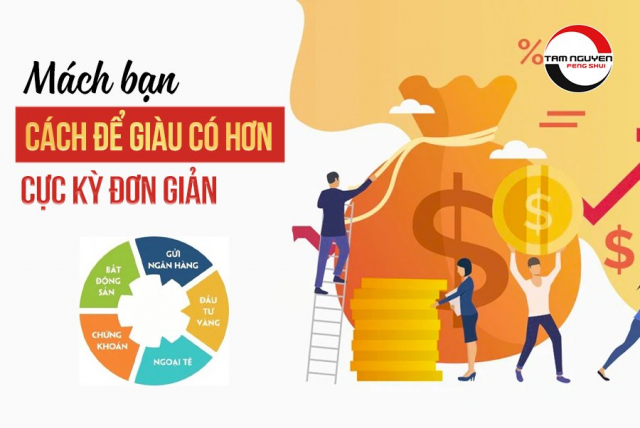 Mách bạn
CÁCH ĐỂ GIÀU CÓ HƠN
CỰC KỲ ĐƠN GIẢN
GỬI
NGÂN HÀNG
BẤT
ĐỘNG
SẢN
ĐẦU
TƯ
VÀNG
CHỨNG
KHOÁN
NGOẠI TỆ
%
TAM NGUYEN
FENG SHUI
$
$
$